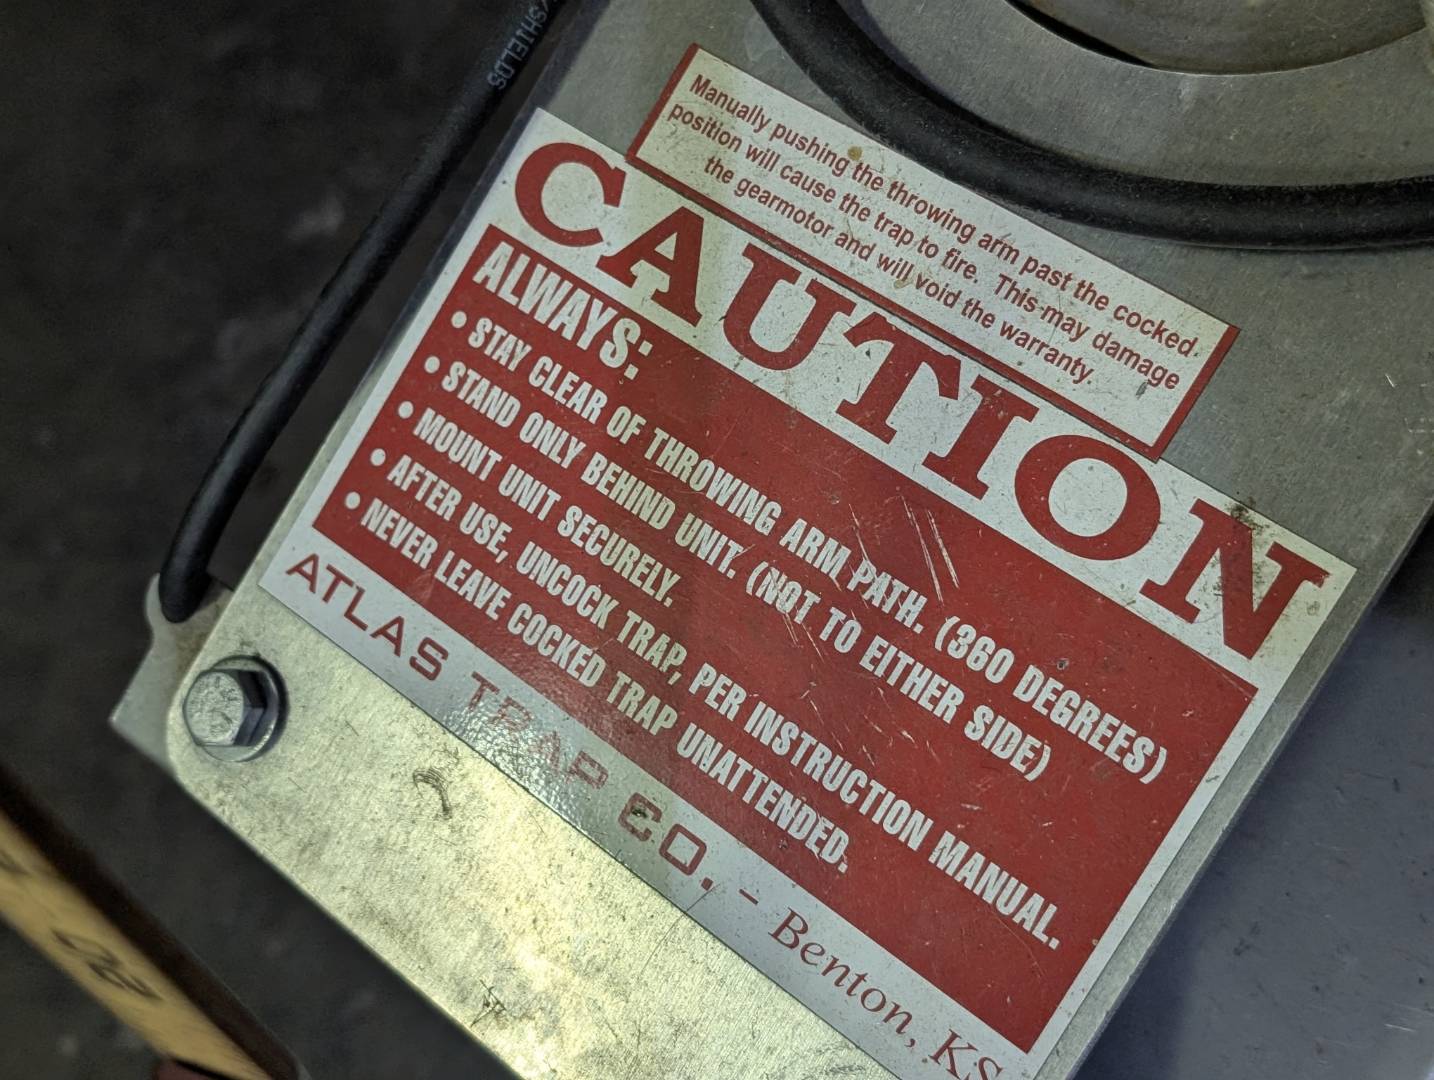 /SHIELDS
Manually pushing the throwing arm past the cocked.
position will cause the trap to fire. This may damage
the gearmotor and will void the warranty.
CAUTION
ALWAYS:
• STAY CLEAR OF THROWING ARM PATH. (360 DEGREES)
• STAND ONLY BEHIND UNIT. (NOT TO EITHER SIDE)
• MOUNT UNIT SECURELY.
• AFTER USE, UNCOCK TRAP, PER INSTRUCTION MANUAL.
• NEVER LEAVE COCKED TRAP UNATTENDED.
ATLAS TRAP CO. - Benton, KS